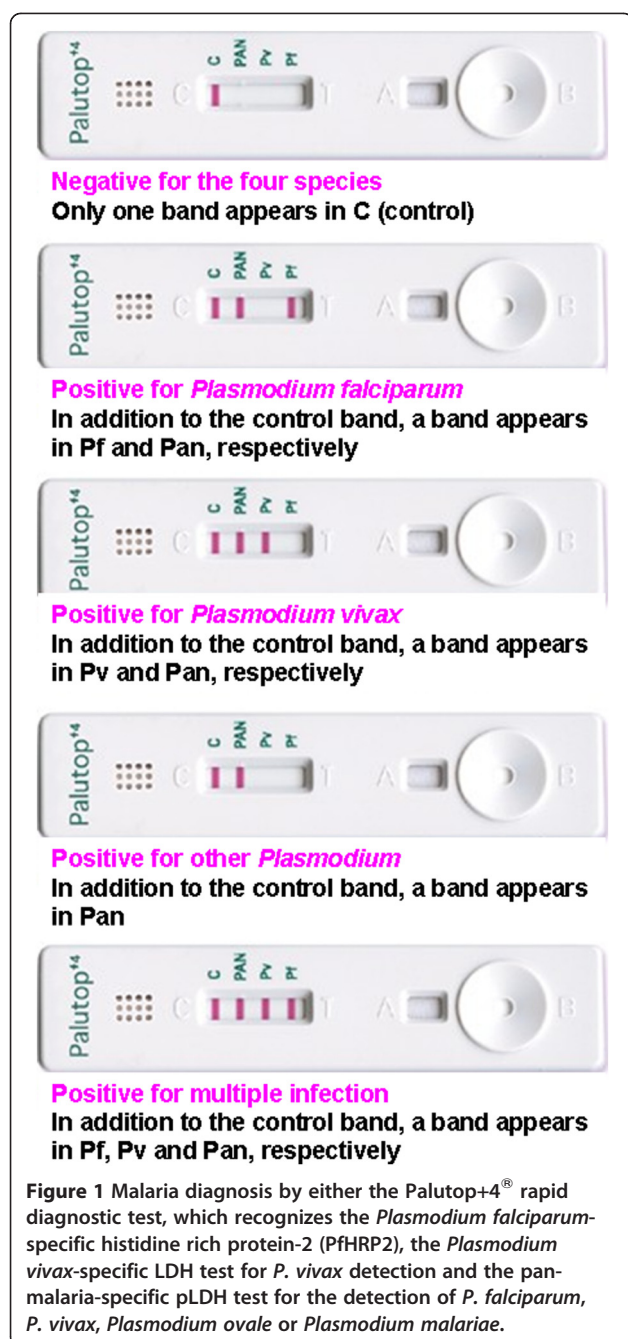 Palutop+4
C PAN Pv Pf
C T A B
Negative for the four species
Only one band appears in C (control)
Palutop+4
C PAN Pv Pf
C T A B
Positive for Plasmodium falciparum
In addition to the control band, a band appears
in Pf and Pan, respectively
Palutop+4
C PAN Pv Pf
C T A B
Positive for Plasmodium vivax
In addition to the control band, a band appears
in Pv and Pan, respectively
Palutop+4
C PAN Pv Pf
C T A B
Positive for other Plasmodium
In addition to the control band, a band appears
in Pan
Palutop+4
C PAN Pv Pf
C T A B
Positive for multiple infection
In addition to the control band, a band appears
in Pf, Pv and Pan, respectively
Figure 1 Malaria diagnosis by either the Palutop+4® rapid
diagnostic test, which recognizes the Plasmodium falciparum-
specific histidine rich protein-2 (PfHRP2), the Plasmodium
vivax-specific LDH test for P. vivax detection and the pan-
malaria-specific pLDH test for the detection of P. falciparum,
P. vivax, Plasmodium ovale or Plasmodium malariae.